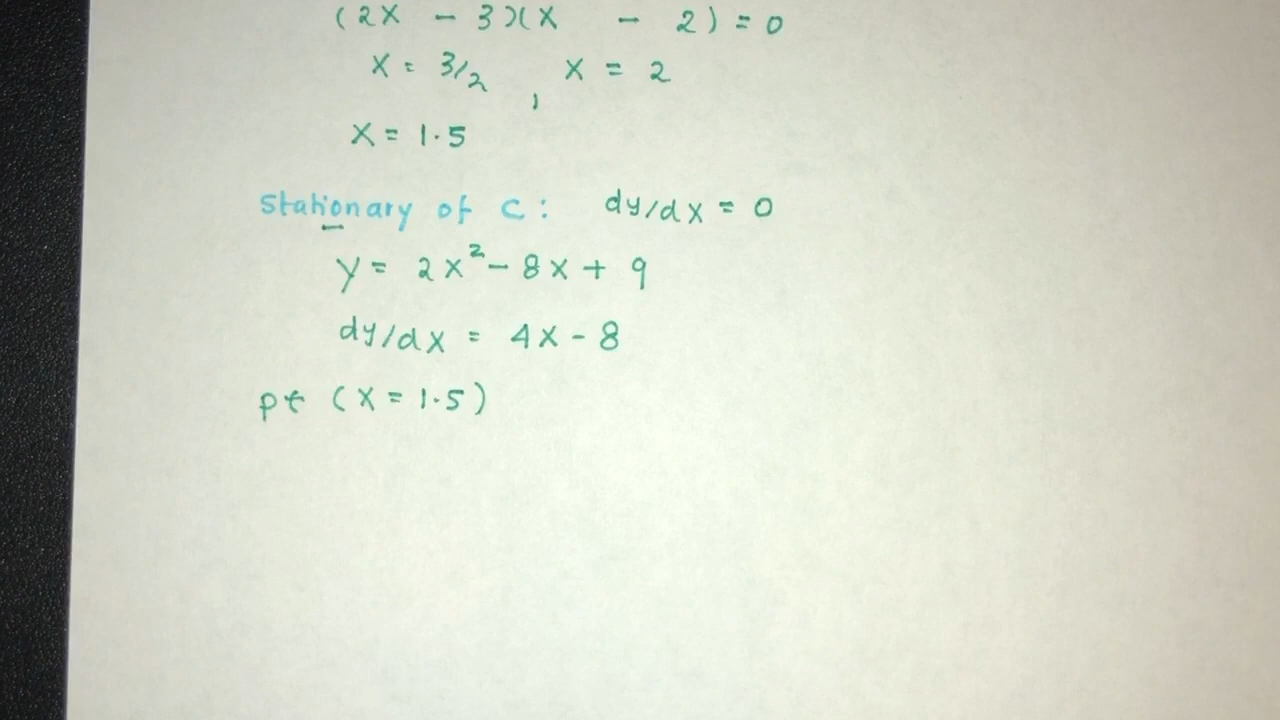 (2x - 3)(x - 2) = 0
x = 3/2 , x = 2
x = 1.5
Stationary of C: dy/dx = 0
y = 2x² - 8x + 9
dy/dx = 4x - 8
pt (x = 1.5)